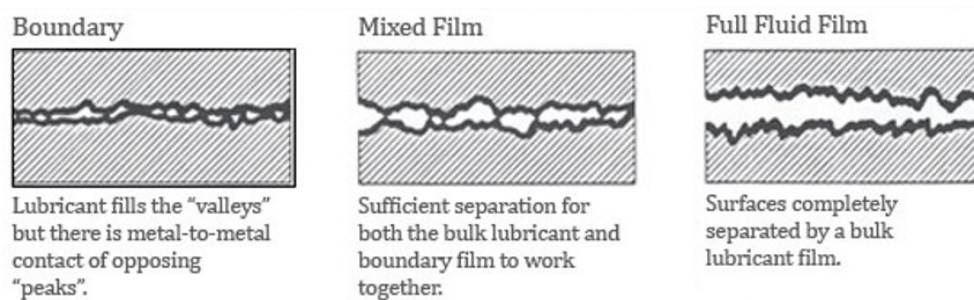 Boundary
Lubricant fills the “valleys”
but there is metal-to-metal
contact of opposing
“peaks”.
Mixed Film
Sufficient separation for
both the bulk lubricant and
boundary film to work
together.
Full Fluid Film
Surfaces completely
separated by a bulk
lubricant film.